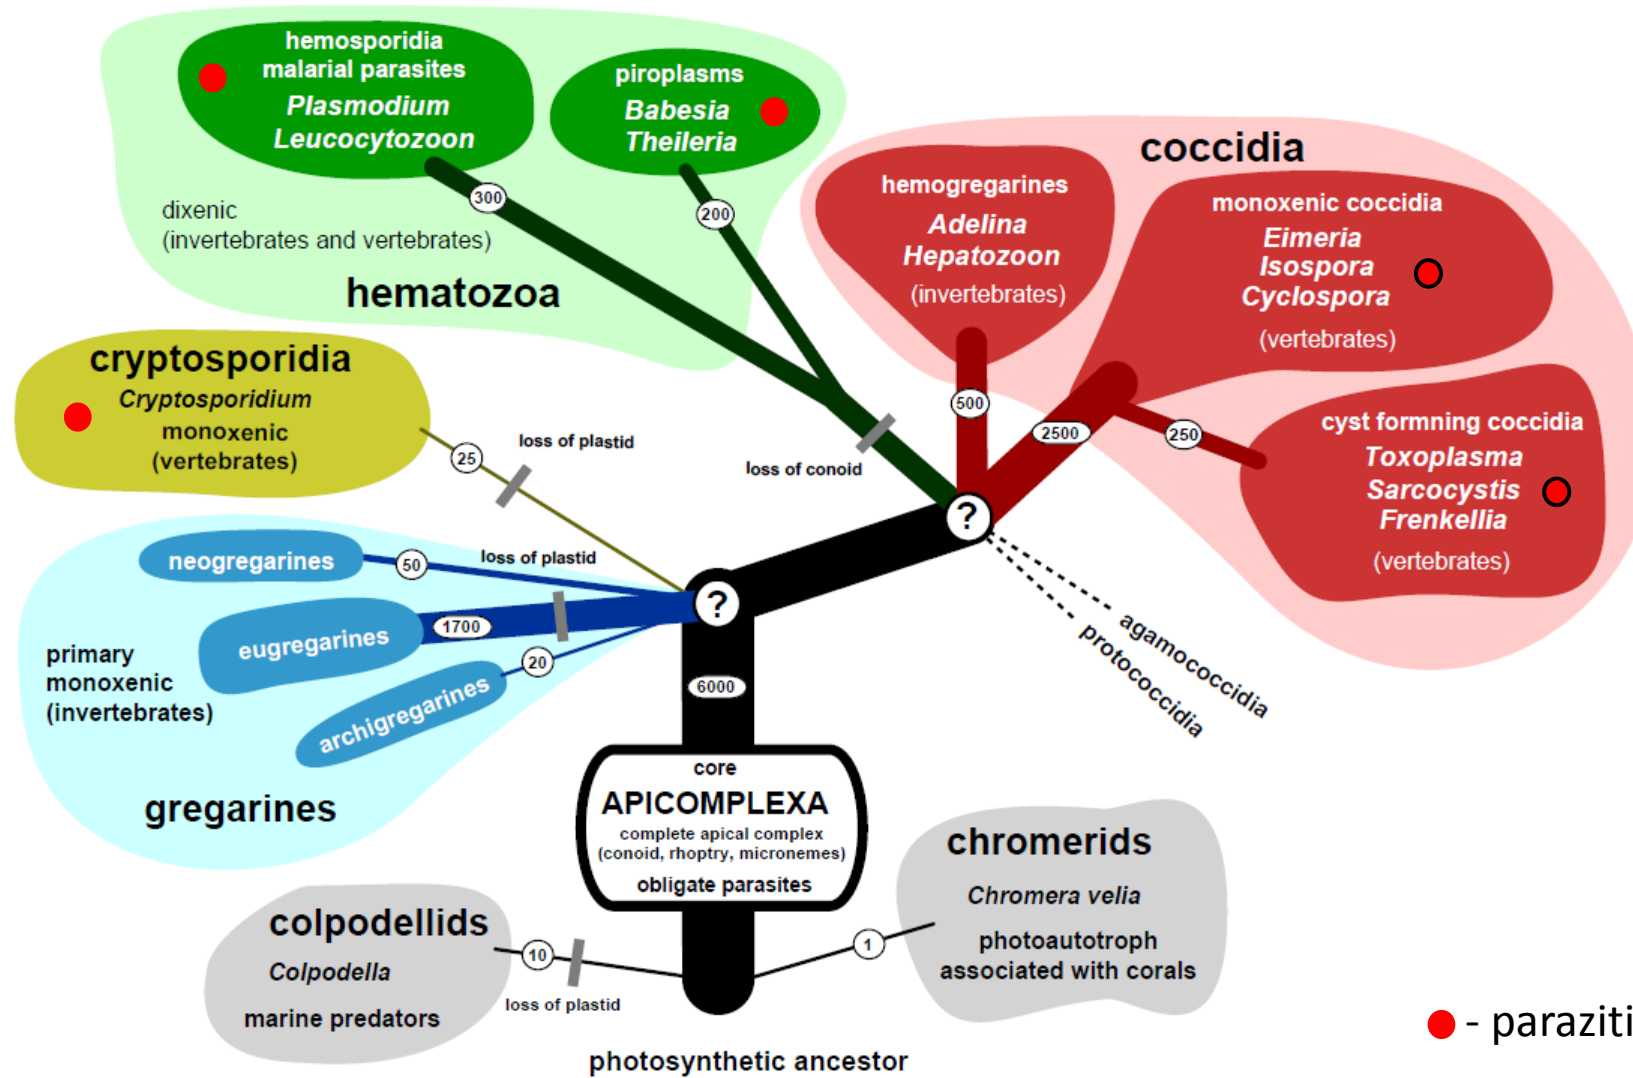 hemosporidia
malarial parasites
Plasmodium
Leucocytozoon
piroplasms
Babesia
Theileria
300
200
dixenic
(invertebrates and vertebrates)
hematozoa
coccidia
hemogregarines
Adelina
Hepatozoon
(invertebrates)
monoxenic coccidia
Eimeria
Isospora
Cyclospora
(vertebrates)
cyst formning coccidia
Toxoplasma
Sarcocystis
Frenkellia
(vertebrates)
500
2500
250
loss of conoid
?
agamococcidia
protococcidia
cryptosporidia
Cryptosporidium
monoxenic
(vertebrates)
25
loss of plastid
neogregarines
50
loss of plastid
eugregarines
1700
archigregarines
20
primary
monoxenic
(invertebrates)
gregarines
?
6000
core
APICOMPLEXA
complete apical complex
(conoid, rhoptry, micronemes)
obligate parasites
colpodellids
Colpodella
marine predators
10
loss of plastid
chromerids
Chromera velia
photoautotroph
associated with corals
1
photosynthetic ancestor
- paraziti